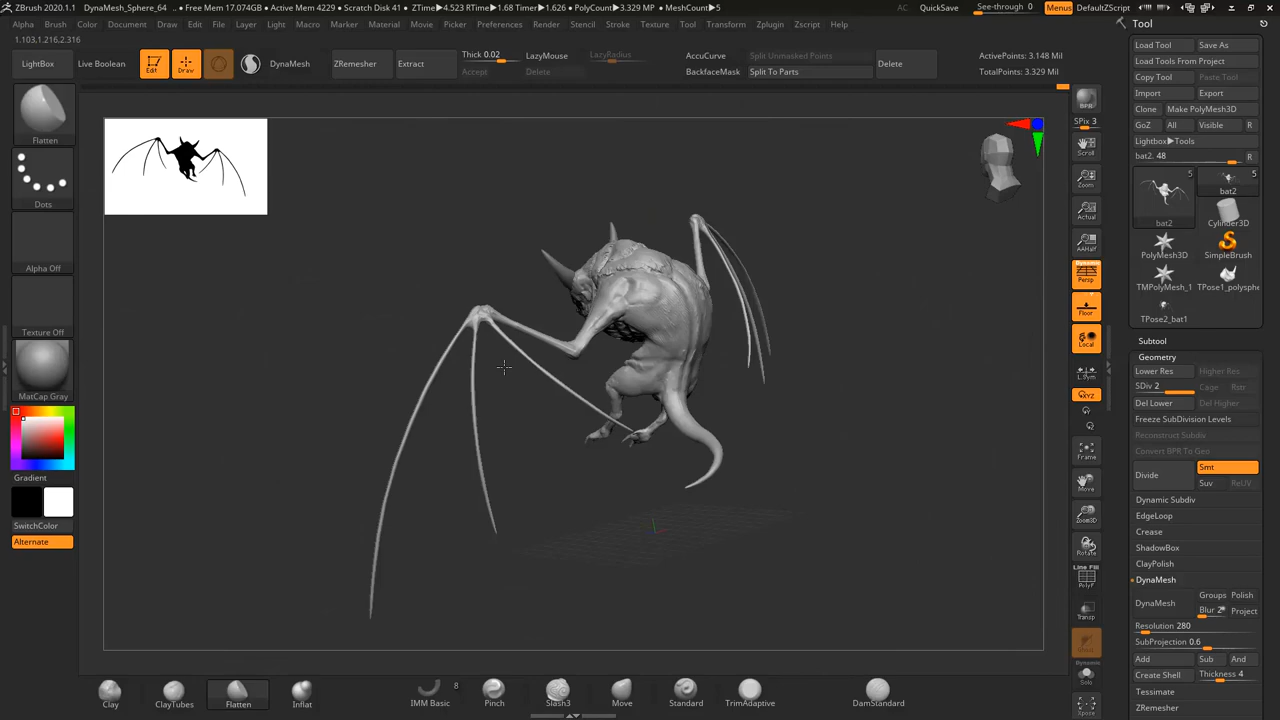 ZBrush 2020.1.1
DynaMesh_Sphere_64 .. • Free Mem 17.074GB • Active Mem 4229 • Scratch Disk 41 • ZTime▶4.523 RTime▶1.68 Timer▶1.626 • PolyCount▶3.329 MP • MeshCount▶5
AC QuickSave See-through 0 Menus DefaultZScript
Alpha Brush Color Document Draw Edit File Layer Light Macro Marker Material Movie Picker Preferences Render Stencil Stroke Texture Tool Transform Zplugin Zscript Help
1.103,1.216,2.316
LightBox Live Boolean Edit Draw DynaMesh ZRemesher Extract
Thick 0.02 LazyMouse LazyRadius AccuCurve Split Unmasked Points
Accept Delete BackfaceMask Split To Parts Delete
ActivePoints: 3.148 Mil
TotalPoints: 3.329 Mil
Flatten
Dots
Alpha Off
Texture Off
MatCap Gray
Gradient
SwitchColor
Alternate
BPR
SPix 3
Scroll
Zoom
Actual
AAHalf
Dynamic
Persp
Floor
Local
L.Sym
XYZ
Frame
Move
Zoom3D
Rotate
Line Fill
PolyF
Transp
Dynamic
Solo
Xpose
Tool
Load Tool Save As
Load Tools From Project
Copy Tool Paste Tool
Import Export
Clone Make PolyMesh3D
GoZ All Visible R
Lightbox▶Tools
bat2. 48 R
5 5
bat2
bat2 Cylinder3D
PolyMesh3D SimpleBrush
TMPolyMesh_1 TPose1_polysphe
TPose2_bat1
Subtool
Geometry
Lower Res Higher Res
SDiv 2 Cage Rstr
Del Lower Del Higher
Freeze SubDivision Levels
Reconstruct Subdiv
Convert BPR To Geo
Divide Smt
Suv ReUV
Dynamic Subdiv
EdgeLoop
Crease
ShadowBox
ClayPolish
DynaMesh
DynaMesh Groups Polish
Blur 2 Project
Resolution 280
SubProjection 0.6
Add Sub And
Create Shell Thickness 4
Tessimate
ZRemesher
Clay ClayTubes Flatten Inflat IMM Basic 8 Pinch Slash3 Move Standard TrimAdaptive DamStandard